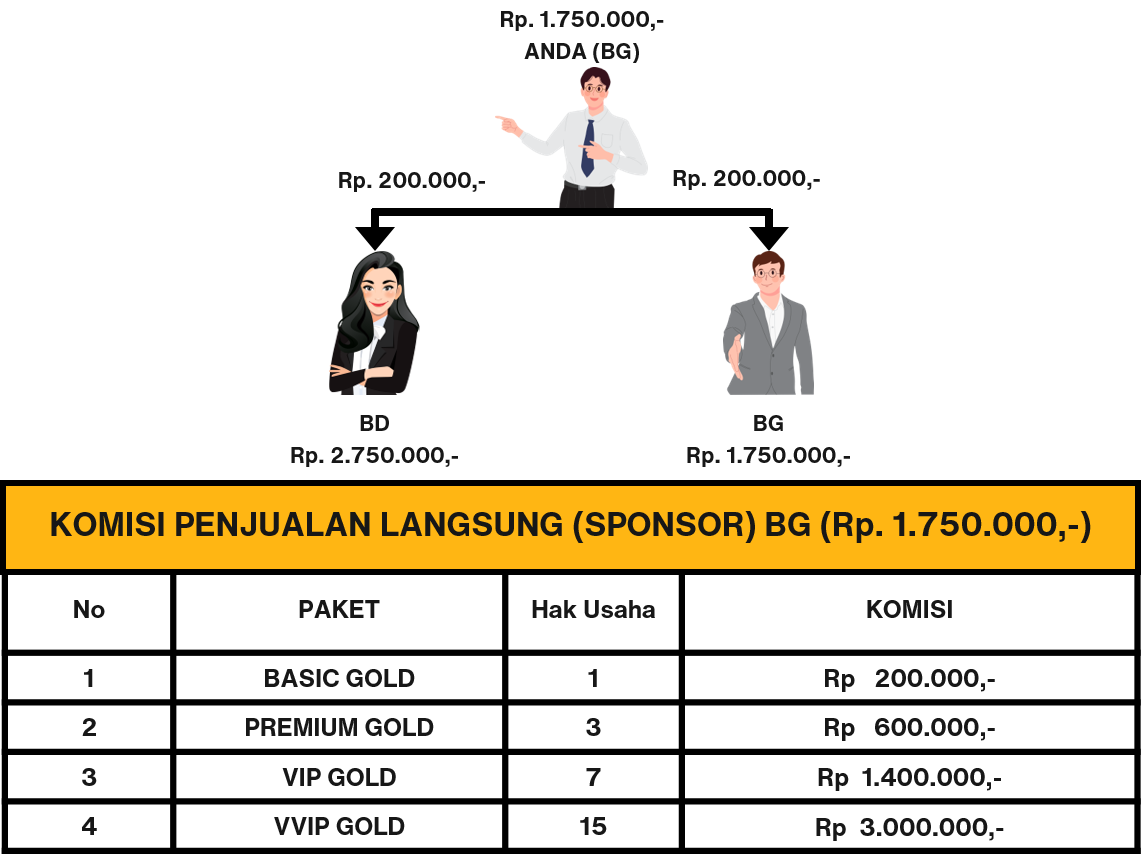 Rp. 1.750.000,-
ANDA (BG)
Rp. 200.000,- Rp. 200.000,-
BD BG
Rp. 2.750.000,- Rp. 1.750.000,-
KOMISI PENJUALAN LANGSUNG (SPONSOR) BG (Rp. 1.750.000,-)
No PAKET Hak Usaha KOMISI
1 BASIC GOLD 1 Rp 200.000,-
2 PREMIUM GOLD 3 Rp 600.000,-
3 VIP GOLD 7 Rp 1.400.000,-
4 VVIP GOLD 15 Rp 3.000.000,-